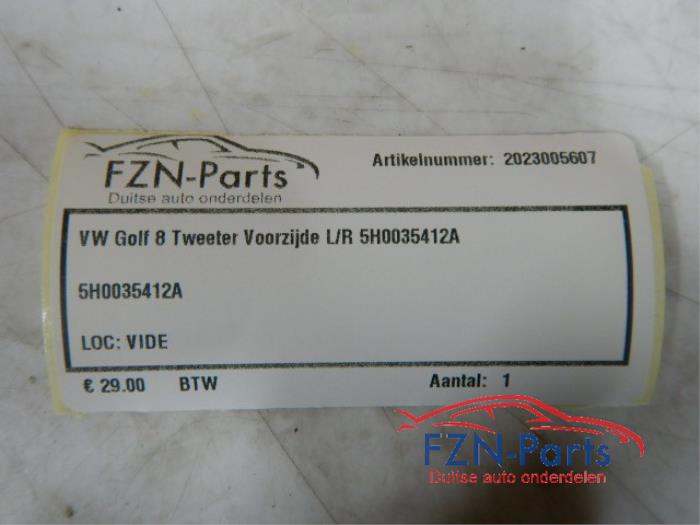 FZN-Parts
Duitse auto onderdelen
Artikelnummer: 2023005607
VW Golf 8 Tweeter Voorzijde L/R 5H0035412A
5H0035412A
LOC: VIDE
€ 29.00 BTW Aantal: 1
FZN-Parts
Duitse auto onderdelen